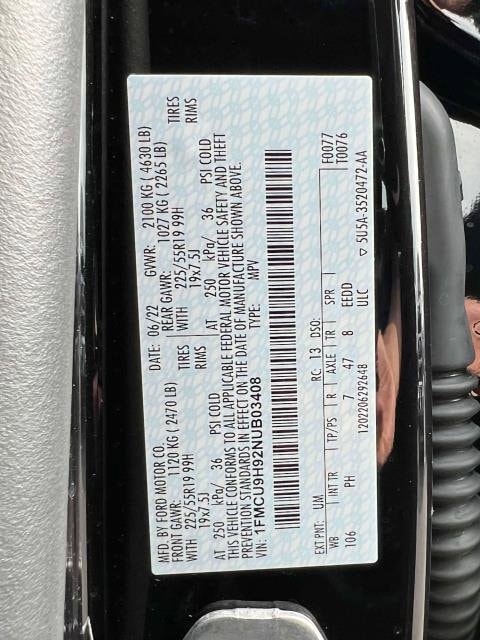 MFD. BY FORD MOTOR CO. DATE: 06/22 GVWR: 2100 KG ( 4630 LB)
FRONT GAWR: 1120 KG ( 2470 LB) REAR GAWR: 1027 KG ( 2265 LB)
225/55R19 99H TIRES WITH 225/55R19 99H TIRES
19x7.5J RIMS 19x7.5J RIMS
AT 250 kPa/ 36 PSI COLD AT 250 kPa/ 36 PSI COLD
THIS VEHICLE CONFORMS TO ALL APPLICABLE FEDERAL MOTOR VEHICLE SAFETY AND THEFT
PREVENTION STANDARDS IN EFFECT ON THE DATE OF MANUFACTURE SHOWN ABOVE.
VIN: 1FMCU9H92NUB03408 TYPE: MPV
F0077
T0076
EXT PNT: UM RC: 13 DSO:
WB INT TR TP/PS R AXLE TR SPR
106 PH 7 47 8 EEDD
ULC
1202206292648 ▽ 5U5A-3520472-AA